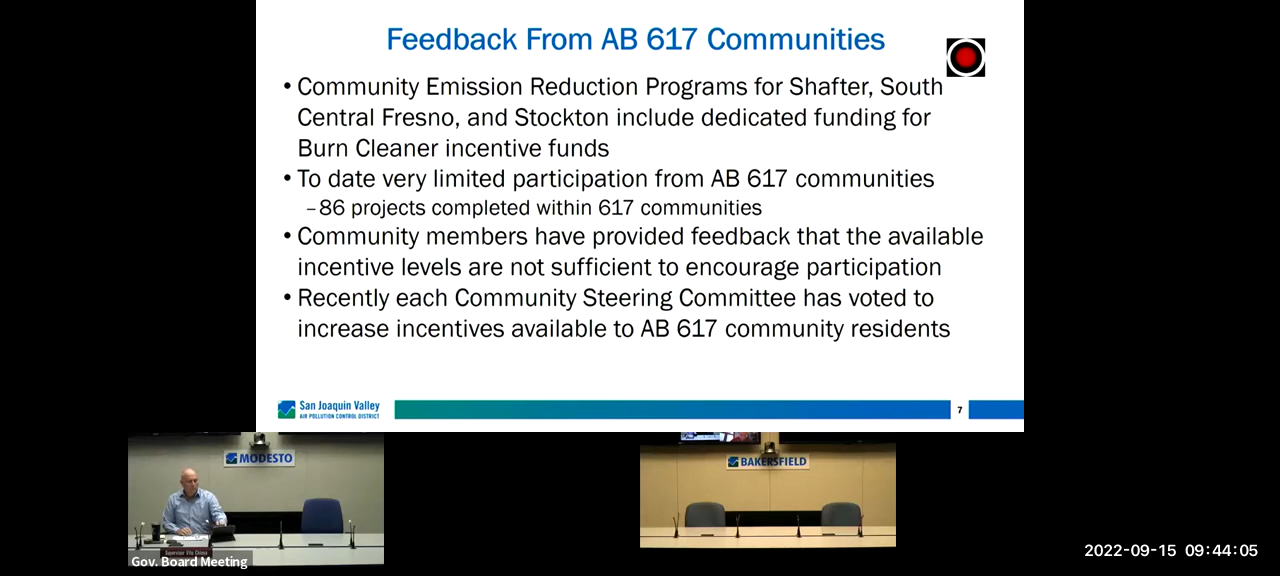 Feedback From AB 617 Communities
• Community Emission Reduction Programs for Shafter, South
Central Fresno, and Stockton include dedicated funding for
Burn Cleaner incentive funds
• To date very limited participation from AB 617 communities
– 86 projects completed within 617 communities
• Community members have provided feedback that the available
incentive levels are not sufficient to encourage participation
• Recently each Community Steering Committee has voted to
increase incentives available to AB 617 community residents
San Joaquin Valley
AIR POLLUTION CONTROL DISTRICT
7
MODESTO
BAKERSFIELD
Supervisor Vito Chiesa
Gov. Board Meeting
2022-09-15 09:44:05